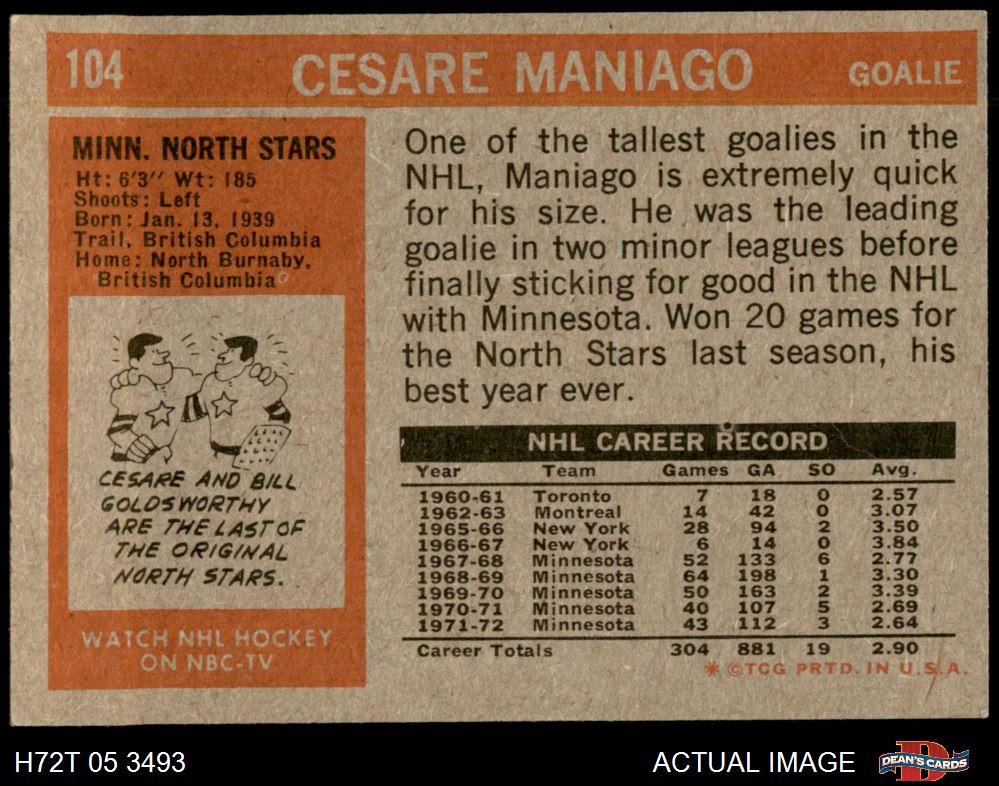 104 CESARE MANIAGO GOALIE
MINN. NORTH STARS
Ht: 6'3" Wt: 185
Shoots: Left
Born: Jan. 13, 1939
Trail, British Columbia
Home: North Burnaby,
British Columbia
CESARE AND BILL
GOLDSWORTHY
ARE THE LAST OF
THE ORIGINAL
NORTH STARS.
WATCH NHL HOCKEY
ON NBC-TV
One of the tallest goalies in the
NHL, Maniago is extremely quick
for his size. He was the leading
goalie in two minor leagues before
finally sticking for good in the NHL
with Minnesota. Won 20 games for
the North Stars last season, his
best year ever.
NHL CAREER RECORD
Year Team Games GA SO Avg.
1960-61 Toronto 7 18 0 2.57
1962-63 Montreal 14 42 0 3.07
1965-66 New York 28 94 2 3.50
1966-67 New York 6 14 0 3.84
1967-68 Minnesota 52 133 6 2.77
1968-69 Minnesota 64 198 1 3.30
1969-70 Minnesota 50 163 2 3.39
1970-71 Minnesota 40 107 5 2.69
1971-72 Minnesota 43 112 3 2.64
Career Totals 304 881 19 2.90
* ©TCG PRTD. IN U.S.A.
H72T 05 3493 ACTUAL IMAGE D DEAN'S CARDS